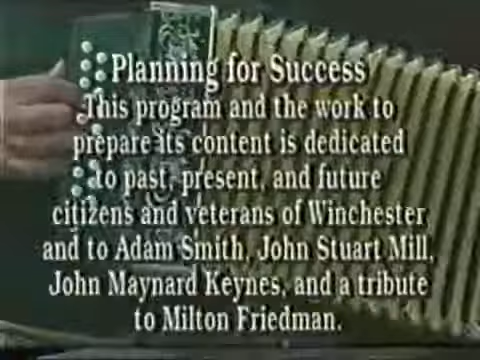 Planning for Success
This program and the work to
prepare its content is dedicated
to past, present, and future
citizens and veterans of Winchester
and to Adam Smith, John Stuart Mill,
John Maynard Keynes, and a tribute
to Milton Friedman.